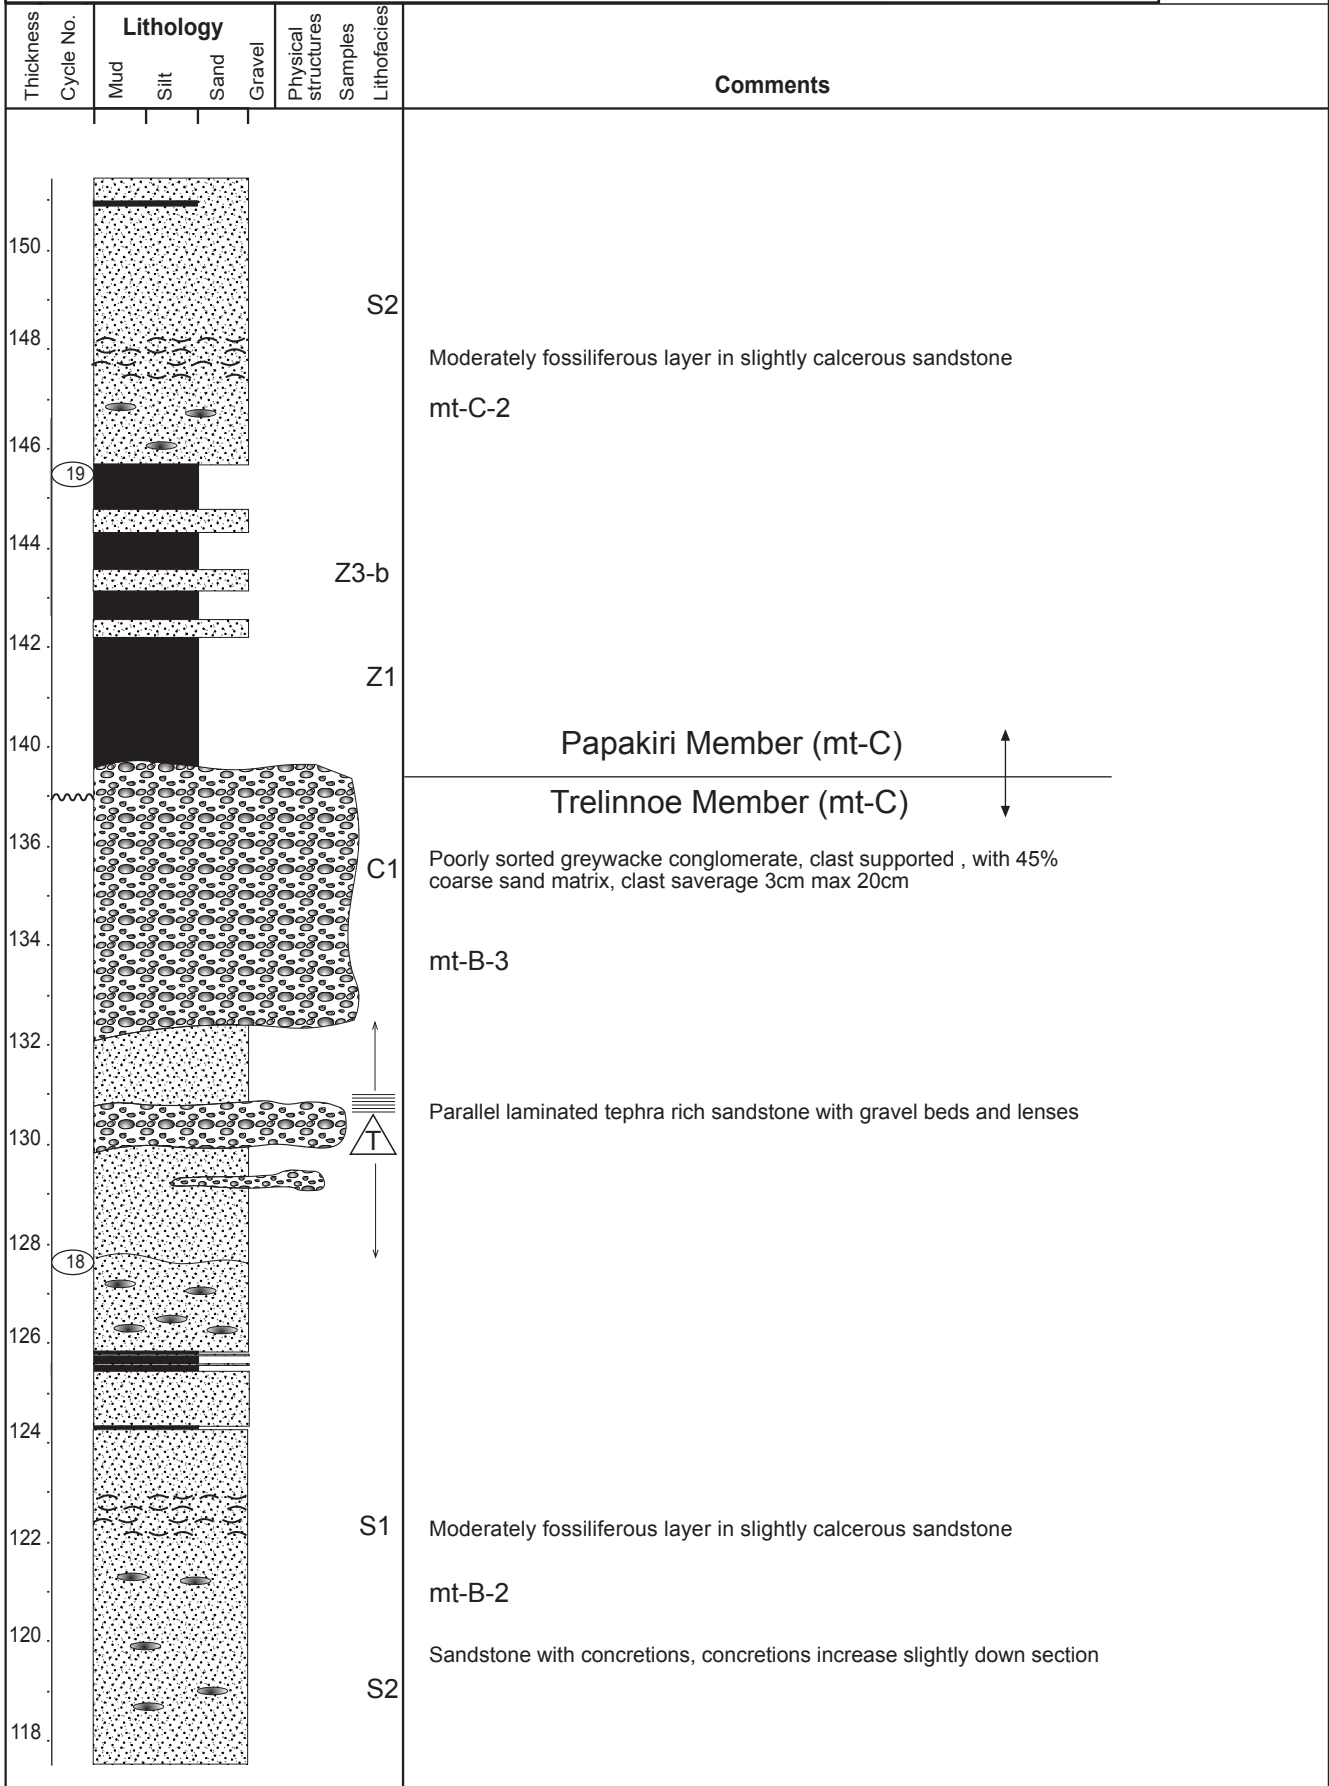 Thickness
Cycle No.
Lithology
Mud
Silt
Sand
Gravel
Physical structures
Samples
Lithofacies
Comments
150
S2
148
Moderately fossiliferous layer in slightly calcerous sandstone
mt-C-2
146
19
144
Z3-b
142
Z1
140
Papakiri Member (mt-C)
Trelinnoe Member (mt-C)
136
C1
Poorly sorted greywacke conglomerate, clast supported , with 45%
coarse sand matrix, clast saverage 3cm max 20cm
134
mt-B-3
132
Parallel laminated tephra rich sandstone with gravel beds and lenses
130
T
128
18
126
124
S1
Moderately fossiliferous layer in slightly calcerous sandstone
122
mt-B-2
120
Sandstone with concretions, concretions increase slightly down section
S2
118